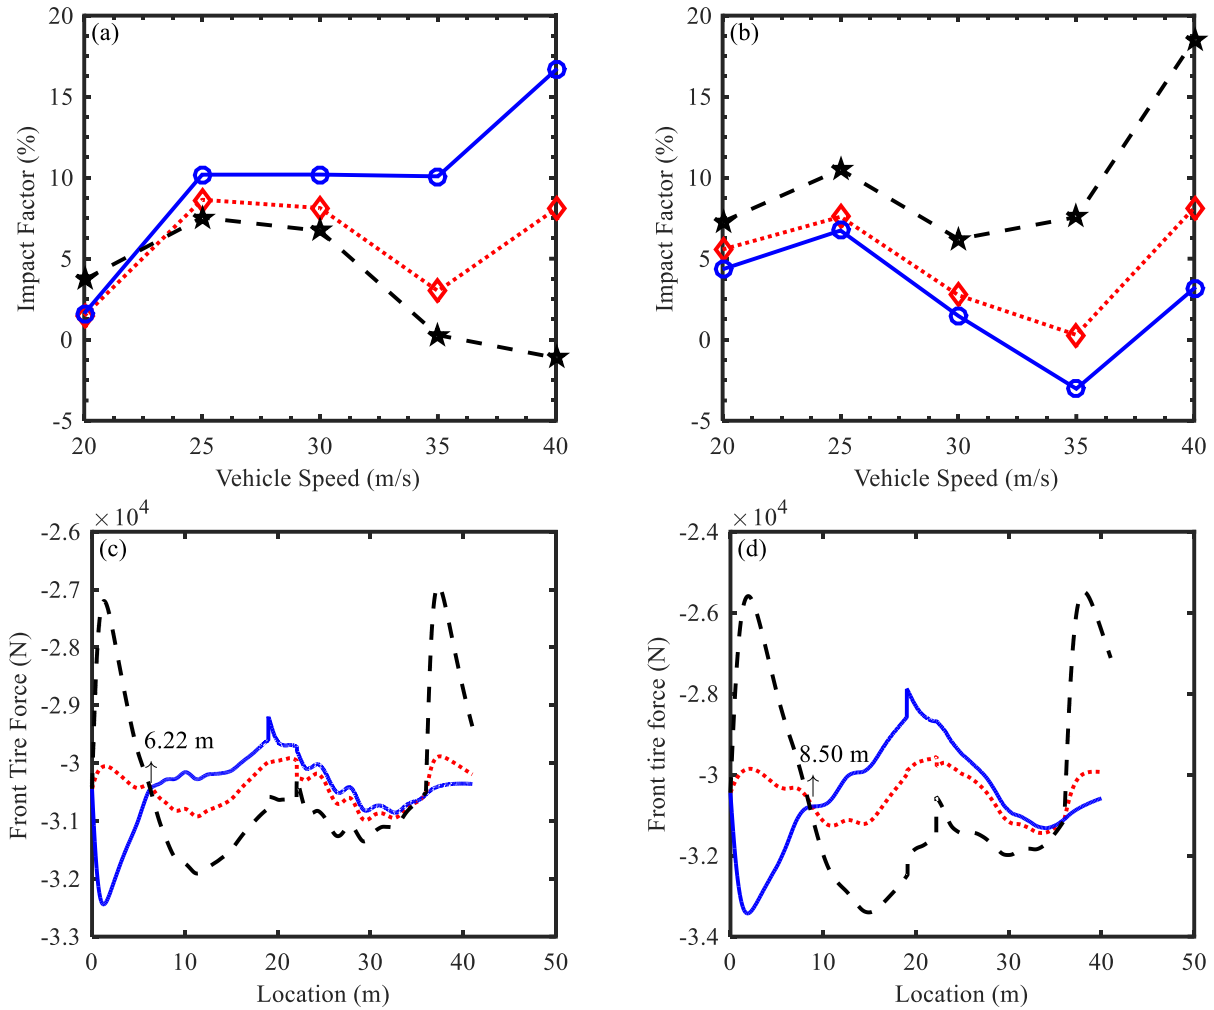 (a)
20
15
10
5
0
-5
20 25 30 35 40
Impact Factor (%)
Vehicle Speed (m/s)
(b)
20
15
10
5
0
-5
20 25 30 35 40
Impact Factor (%)
Vehicle Speed (m/s)
×10^4
(c)
-2.6
-2.7
-2.8
-2.9
-3
-3.1
-3.2
-3.3
6.22 m
0 10 20 30 40 50
Front Tire Force (N)
Location (m)
×10^4
(d)
-2.4
-2.6
-2.8
-3
-3.2
-3.4
8.50 m
0 10 20 30 40 50
Front tire force (N)
Location (m)